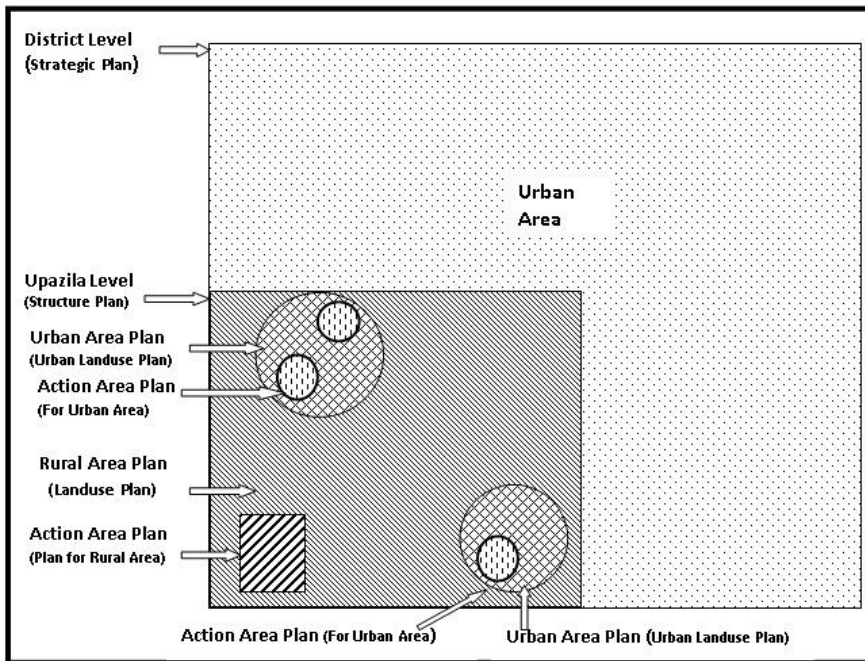 District Level
(Strategic Plan)
Urban
Area
Upazila Level
(Structure Plan)
Urban Area Plan
(Urban Landuse Plan)
Action Area Plan
(For Urban Area)
Rural Area Plan
(Landuse Plan)
Action Area Plan
(Plan for Rural Area)
Action Area Plan (For Urban Area)
Urban Area Plan (Urban Landuse Plan)